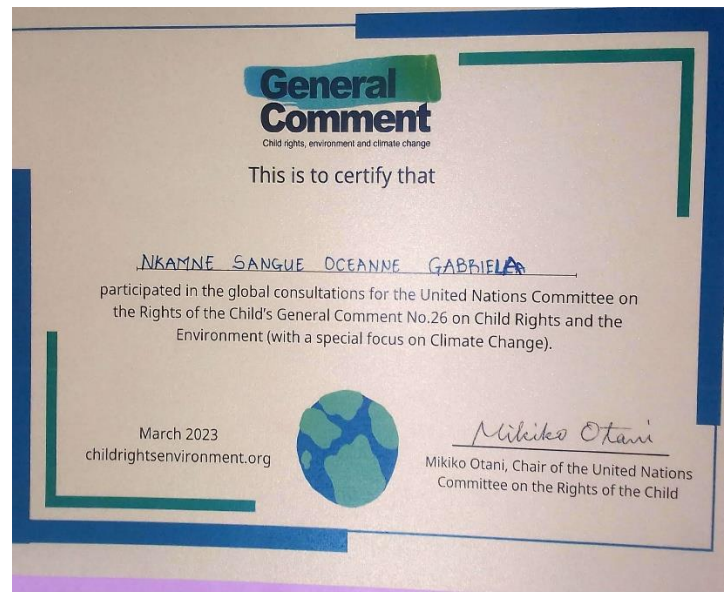 General
Comment
Child rights, environment and climate change
This is to certify that
NKAMNE SANGUE OCEANNE GABRIELA
participated in the global consultations for the United Nations Committee on
the Rights of the Child's General Comment No.26 on Child Rights and the
Environment (with a special focus on Climate Change).
March 2023
childrightsenvironment.org
Mikiko Otani
Mikiko Otani, Chair of the United Nations
Committee on the Rights of the Child